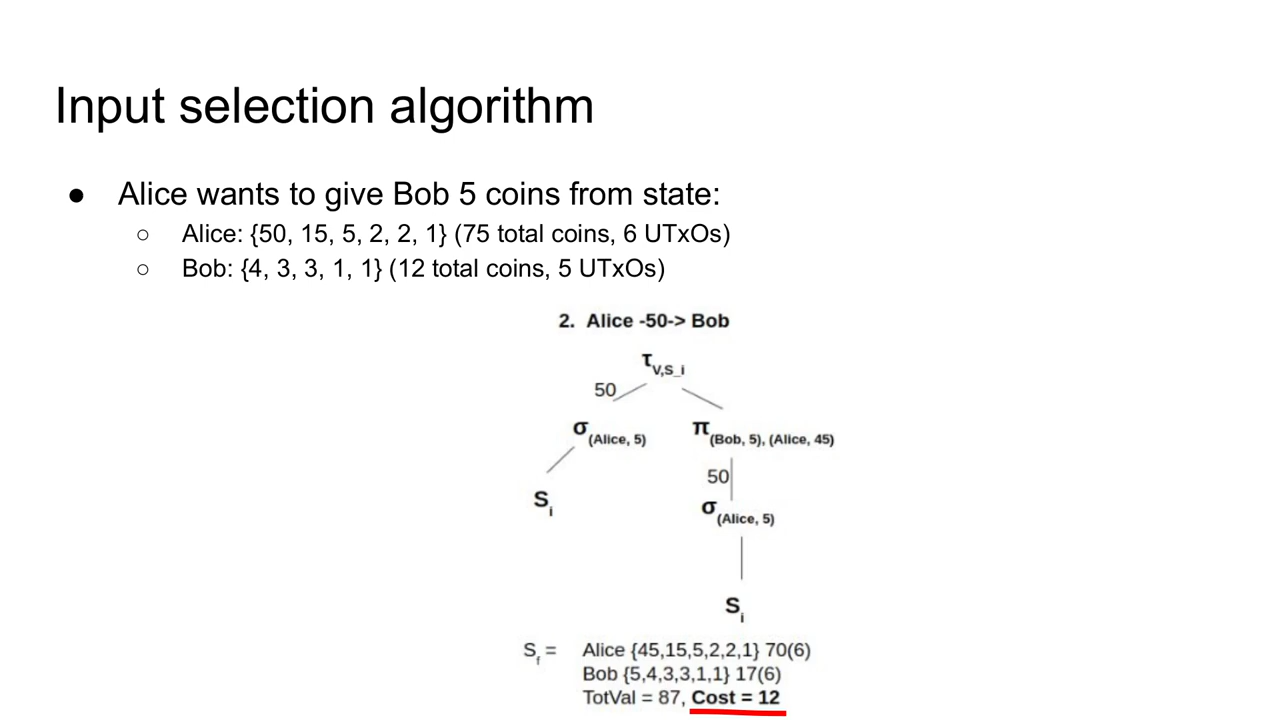 Input selection algorithm
● Alice wants to give Bob 5 coins from state:
○ Alice: {50, 15, 5, 2, 2, 1} (75 total coins, 6 UTxOs)
○ Bob: {4, 3, 3, 1, 1} (12 total coins, 5 UTxOs)
2. Alice -50-> Bob
τV,S_i
50
σ(Alice, 5) π(Bob, 5), (Alice, 45)
50
Si
σ(Alice, 5)
Si
Sf = Alice {45,15,5,2,2,1} 70(6)
Bob {5,4,3,3,1,1} 17(6)
TotVal = 87, Cost = 12